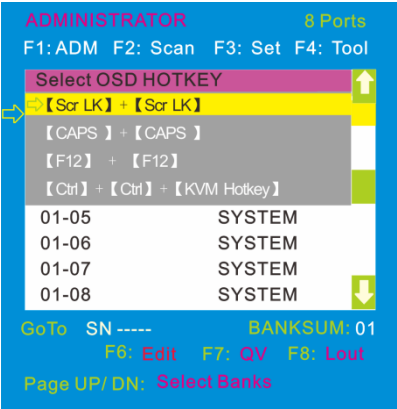 ADMINISTRATOR 8 Ports
F1: ADM F2: Scan F3: Set F4: Tool
Select OSD HOTKEY
【Scr LK】+【Scr LK】
【CAPS 】+【CAPS 】
【F12】 + 【F12】
【Ctrl】+【Ctrl】+【KVM Hotkey】
01-05 SYSTEM
01-06 SYSTEM
01-07 SYSTEM
01-08 SYSTEM
GoTo SN ----- BANKSUM: 01
F6: Edit F7: QV F8: Lout
Page UP/ DN: Select Banks